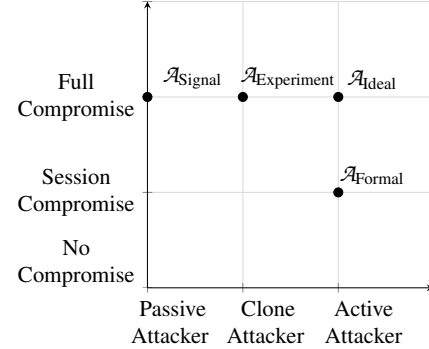 Full
Compromise
𝒜Signal 𝒜Experiment 𝒜Ideal
Session
Compromise
𝒜Formal
No
Compromise
Passive Clone Active
Attacker Attacker Attacker